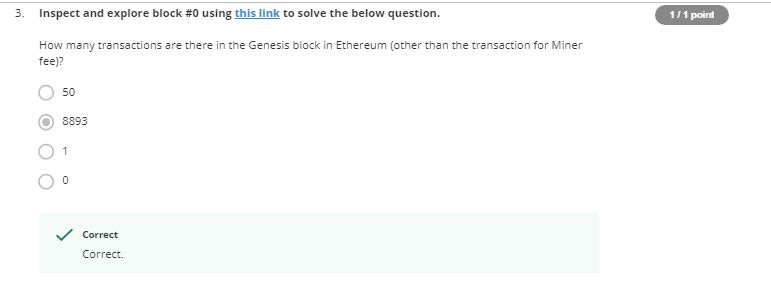 3. Inspect and explore block #0 using this link to solve the below question.
1 / 1 point
How many transactions are there in the Genesis block in Ethereum (other than the transaction for Miner
fee)?
50
8893
1
0
Correct
Correct.